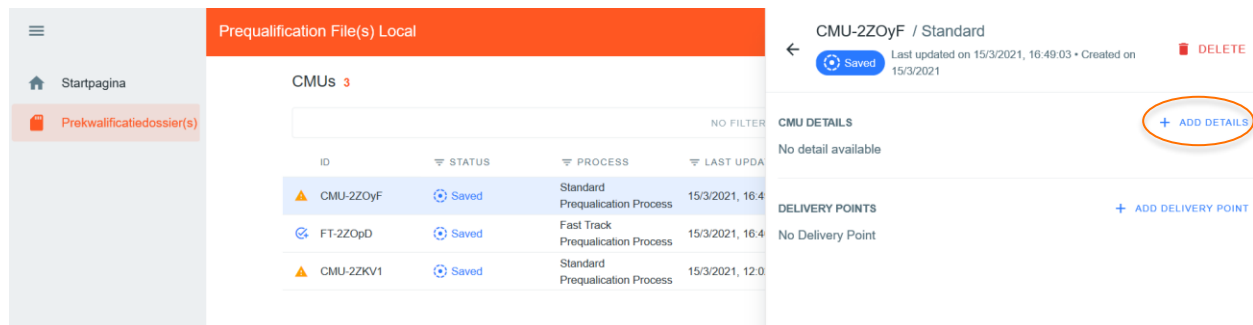 Prequalification File(s) Local
Startpagina
Prekwalificatiedossier(s)
CMUs 3
NO FILTER
ID STATUS PROCESS LAST UPDA
CMU-2ZOyF Saved Standard 15/3/2021, 16:4
Prequalication Process
FT-2ZOpD Saved Fast Track 15/3/2021, 16:4
Prequalication Process
CMU-2ZKV1 Saved Standard 15/3/2021, 12:0
Prequalication Process
CMU-2ZOyF / Standard
Saved Last updated on 15/3/2021, 16:49:03 • Created on
15/3/2021
DELETE
CMU DETAILS + ADD DETAILS
No detail available
DELIVERY POINTS + ADD DELIVERY POINT
No Delivery Point